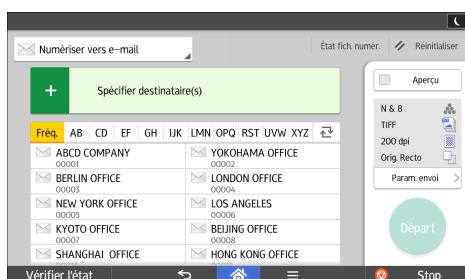 Numériser vers e-mail
État fich. numér.
Réinitialiser
Spécifier destinataire(s)
Aperçu
Fréq. AB CD EF GH IJK LMN OPQ RST UVW XYZ
N & B
TIFF
200 dpi
Orig. Recto
Param. envoi
Départ
ABCD COMPANY
00001
YOKOHAMA OFFICE
00002
BERLIN OFFICE
00003
LONDON OFFICE
00004
NEW YORK OFFICE
00005
LOS ANGELES
00006
KYOTO OFFICE
00007
BEIJING OFFICE
00008
SHANGHAI OFFICE
HONG KONG OFFICE
Vérifier l'état
Stop